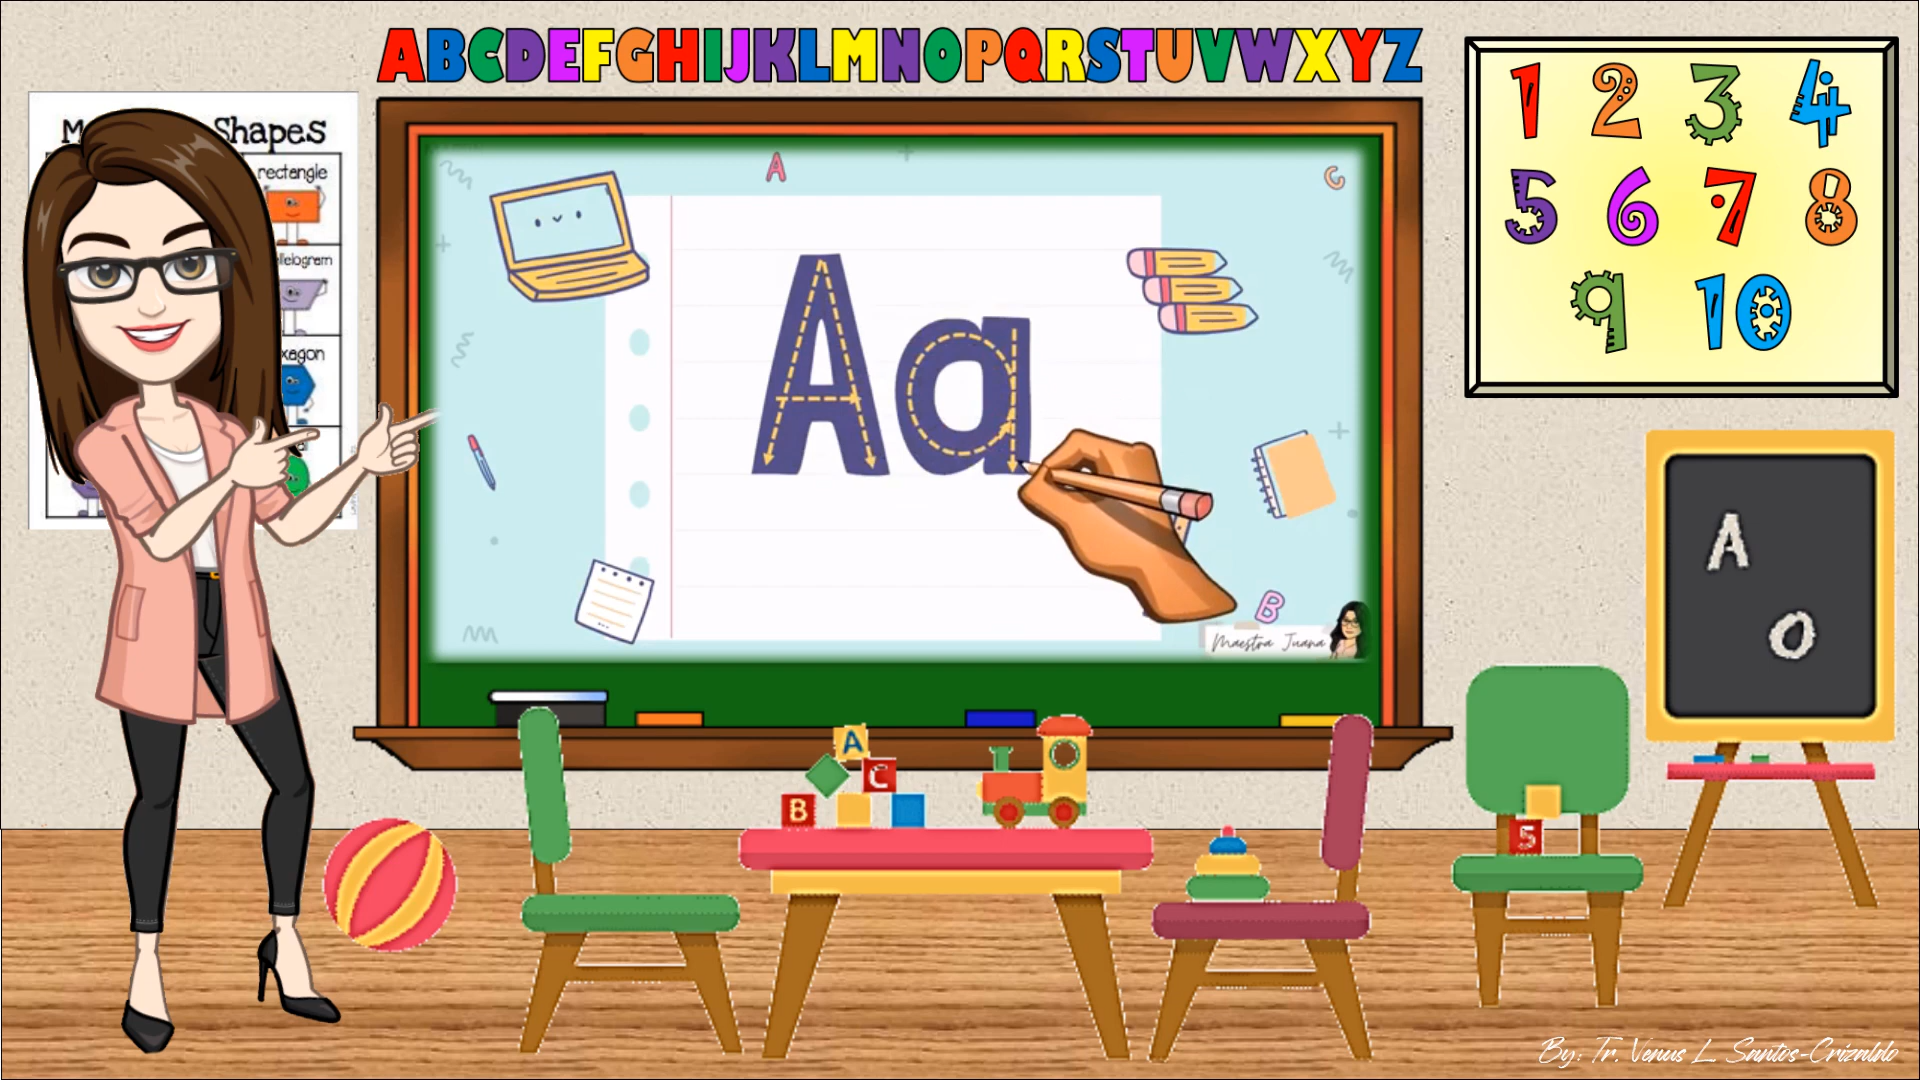 ABCDEFGHIJKLMNOPQRSTUVWXYZ
Shapes
rectangle
A
C
Aa
B
Maestra Juana
1 2 3 4
5 6 7 8
9 10
A
O
A
C
B
5
By: Tr. Venus L. Santos-Crizaldo